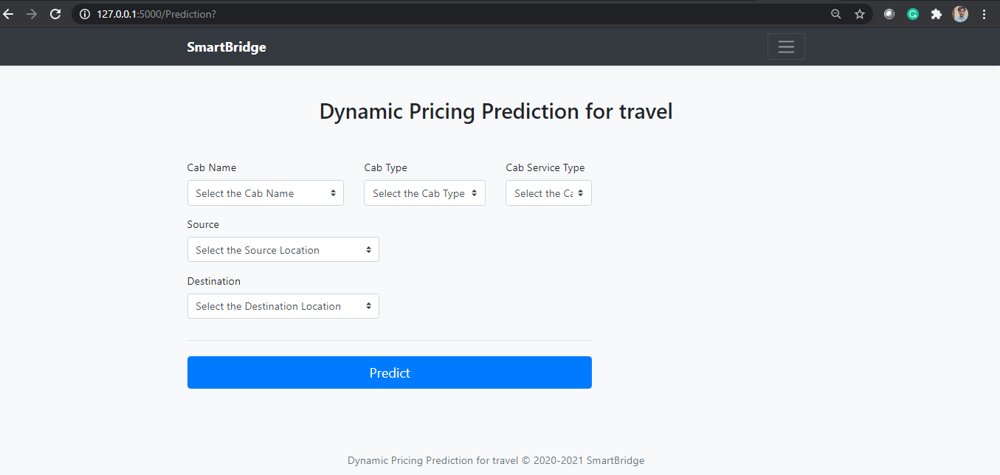 127.0.0.1:5000/Prediction?
SmartBridge
Dynamic Pricing Prediction for travel
Cab Name Cab Type Cab Service Type
Select the Cab Name Select the Cab Type Select the Ca
Source
Select the Source Location
Destination
Select the Destination Location
Predict
Dynamic Pricing Prediction for travel © 2020-2021 SmartBridge